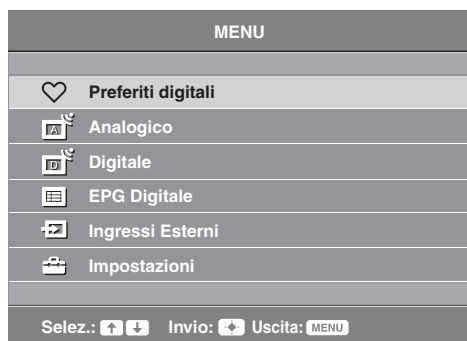 MENU
Preferiti digitali
A Analogico
D Digitale
EPG Digitale
Ingressi Esterni
Impostazioni
Selez.: Invio: Uscita: MENU